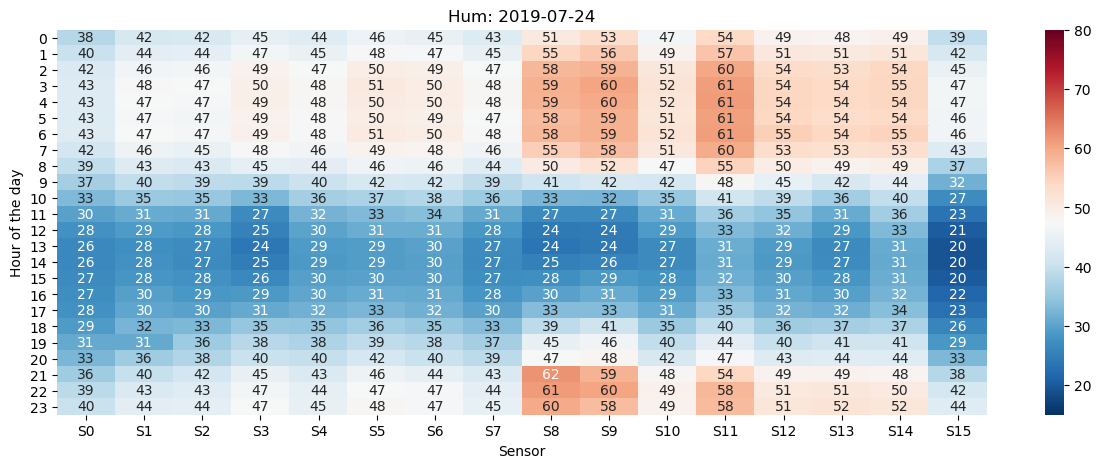 Hum: 2019-07-24
Hour of the day
0 38 42 42 45 44 46 45 43 51 53 47 54 49 48 49 39
1 40 44 44 47 45 48 47 45 55 56 49 57 51 51 51 42
2 42 46 46 49 47 50 49 47 58 59 51 60 54 53 54 45
3 43 48 47 50 48 51 50 48 59 60 52 61 54 54 55 47
4 43 47 47 49 48 50 50 48 59 60 52 61 54 54 54 47
5 43 47 47 49 48 50 49 47 58 59 51 61 54 54 54 46
6 43 47 47 49 48 51 50 48 58 59 52 61 55 54 55 46
7 42 46 45 48 46 49 48 46 55 58 51 60 53 53 53 43
8 39 43 43 45 44 46 46 44 50 52 47 55 50 49 49 37
9 37 40 39 39 40 42 42 39 41 42 42 48 45 42 44 32
10 33 35 35 33 36 37 38 36 33 32 35 41 39 36 40 27
11 30 31 31 27 32 33 34 31 27 27 31 36 35 31 36 23
12 28 29 28 25 30 31 31 28 24 24 29 33 32 29 33 21
13 26 28 27 24 29 29 30 27 24 24 27 31 29 27 31 20
14 26 28 27 25 29 29 30 27 25 26 27 31 29 27 31 20
15 27 28 28 26 30 30 30 27 28 29 28 32 30 28 31 20
16 27 30 29 29 30 31 31 28 30 31 29 33 31 30 32 22
17 28 30 30 31 32 33 32 30 33 33 31 35 32 32 34 23
18 29 32 33 35 35 36 35 33 39 41 35 40 36 37 37 26
19 31 31 36 38 38 39 38 37 45 46 40 44 40 41 41 29
20 33 36 38 40 40 42 40 39 47 48 42 47 43 44 44 33
21 36 40 42 45 43 46 44 43 62 59 48 54 49 49 48 38
22 39 43 43 47 44 47 47 44 61 60 49 58 51 51 50 42
23 40 44 44 47 45 48 47 45 60 58 49 58 51 52 52 44
S0 S1 S2 S3 S4 S5 S6 S7 S8 S9 S10 S11 S12 S13 S14 S15
Sensor
80
70
60
50
40
30
20